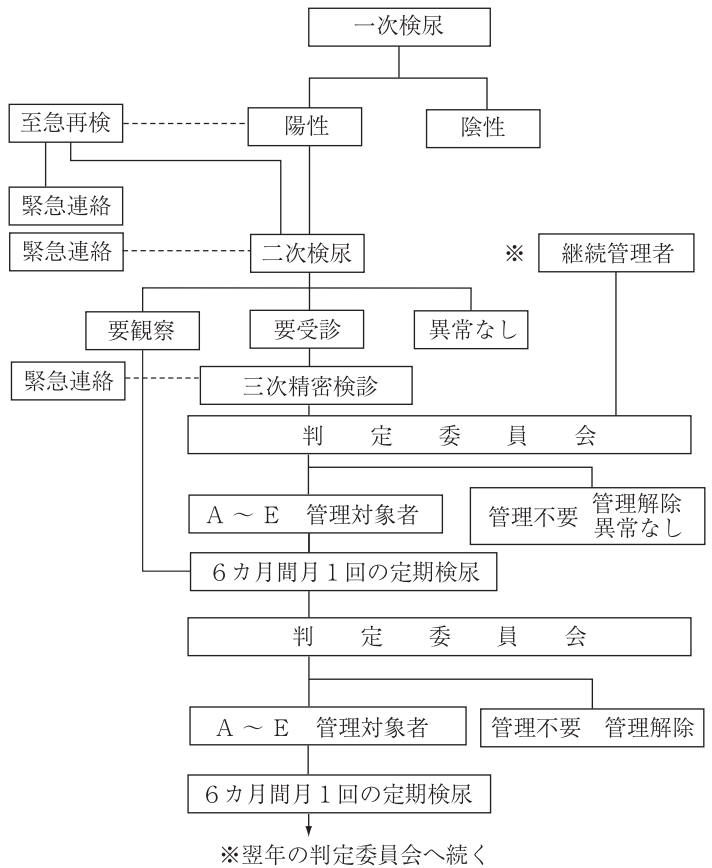 一次検尿
至急再検
陽性
陰性
緊急連絡
緊急連絡
二次検尿
※ 継続管理者
要観察
要受診
異常なし
緊急連絡
三次精密検診
判定委員会
A～E 管理対象者
管理不要
管理解除
異常なし
6カ月間月1回の定期検尿
判定委員会
A～E 管理対象者
管理不要 管理解除
6カ月間月1回の定期検尿
※翌年の判定委員会へ続く